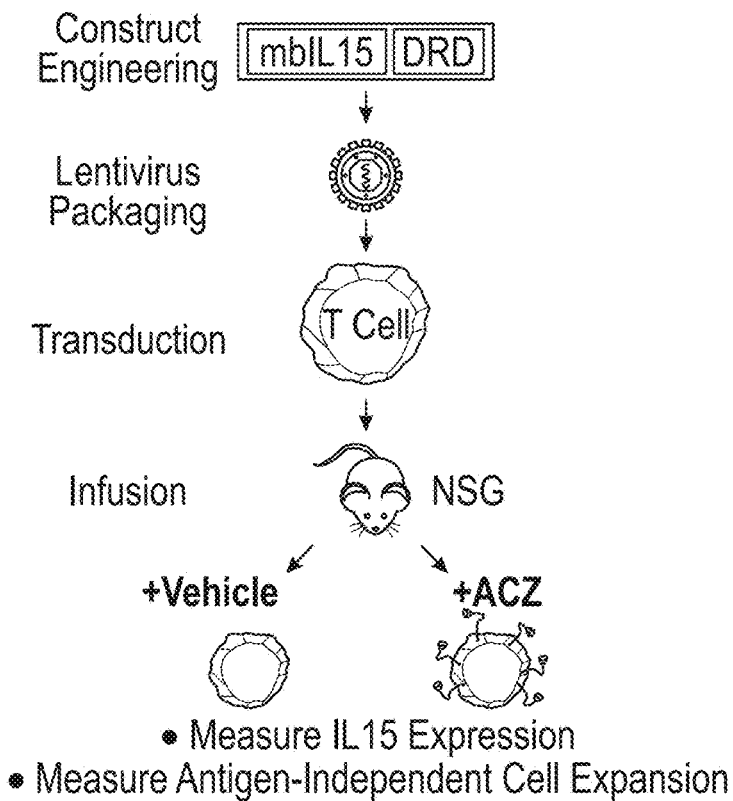 Construct
Engineering
mbIL15 DRD
Lentivirus
Packaging
Transduction
T Cell
Infusion
NSG
+Vehicle
+ACZ
• Measure IL15 Expression
• Measure Antigen-Independent Cell Expansion